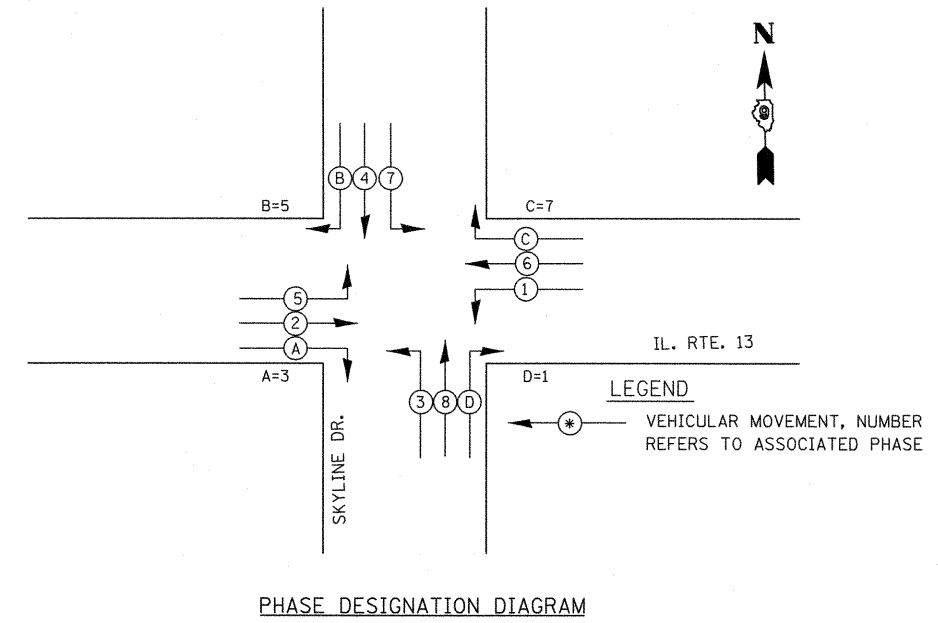 N
9
B 4 7
B=5
C=7
C
6
1
5
2
A
IL. RTE. 13
A=3
D=1
3 8 D
LEGEND
* VEHICULAR MOVEMENT, NUMBER
REFERS TO ASSOCIATED PHASE
SKYLINE DR.
PHASE DESIGNATION DIAGRAM